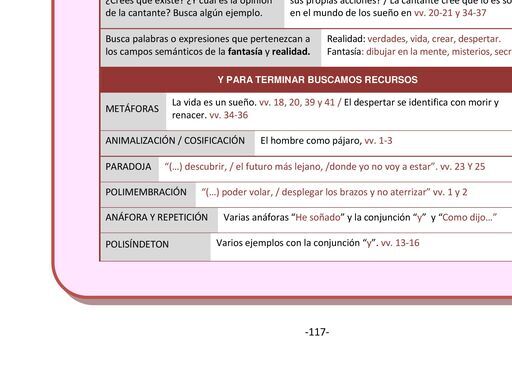 ¿Crees que existe? ¿Y cuál es la opinión
de la cantante? Busca algún ejemplo.
sus propias acciones? / La cantante cree que lo es so
en el mundo de los sueño en vv. 20-21 y 34-37
Busca palabras o expresiones que pertenezcan a
los campos semánticos de la fantasía y realidad.
Realidad: verdades, vida, crear, despertar.
Fantasía: dibujar en la mente, misterios, secr
Y PARA TERMINAR BUSCAMOS RECURSOS
METÁFORAS
La vida es un sueño. vv. 18, 20, 39 y 41 / El despertar se identifica con morir y
renacer. vv. 34-36
ANIMALIZACIÓN / COSIFICACIÓN
El hombre como pájaro, vv. 1-3
PARADOJA
“(…) descubrir, / el futuro más lejano, /donde yo no voy a estar”. vv. 23 Y 25
POLIMEMBRACIÓN
“(…) poder volar, / desplegar los brazos y no aterrizar” vv. 1 y 2
ANÁFORA Y REPETICIÓN
Varias anáforas “He soñado” y la conjunción “y” y “Como dijo…”
POLISÍNDETON
Varios ejemplos con la conjunción “y”. vv. 13-16
-117-